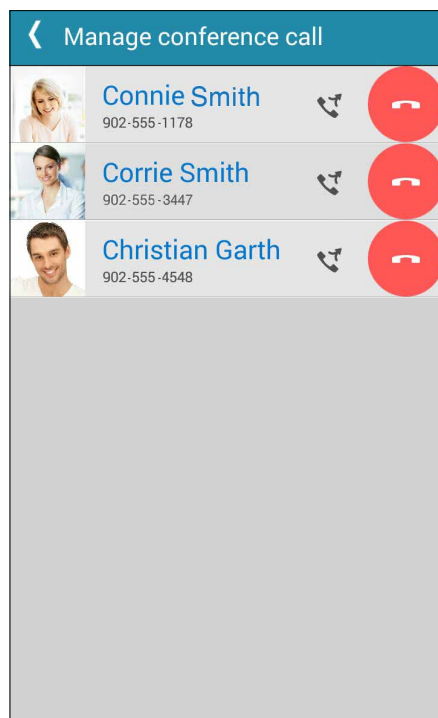 Manage conference call
Connie Smith
902-555-1178
Corrie Smith
902-555-3447
Christian Garth
902-555-4548